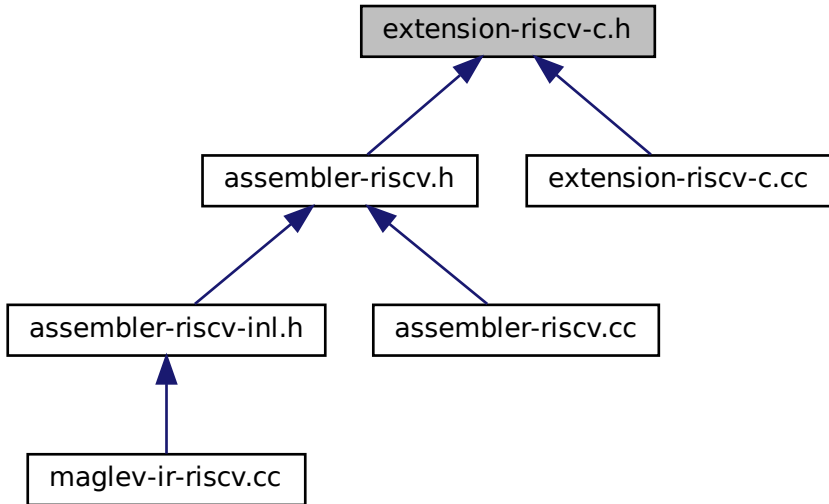 extension-riscv-c.h
assembler-riscv.h
extension-riscv-c.cc
assembler-riscv-inl.h
assembler-riscv.cc
maglev-ir-riscv.cc